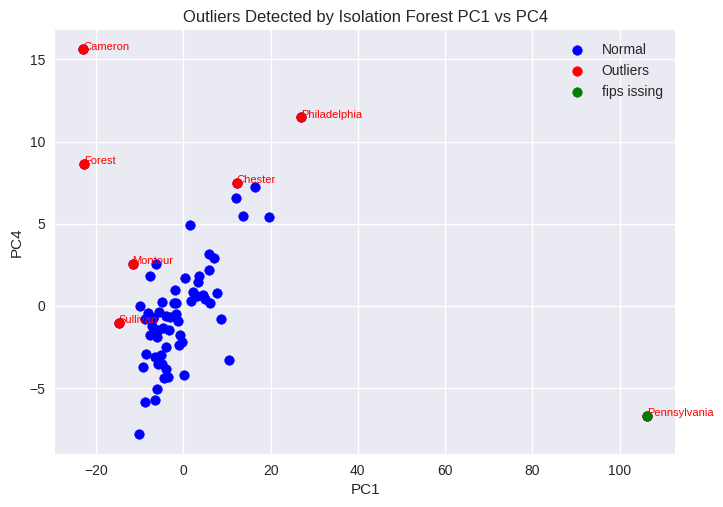 Outliers Detected by Isolation Forest PC1 vs PC4
15
10
5
0
−5
PC4
Cameron
Philadelphia
Forest
Chester
Montour
Sullivan
Pennsylvania
Normal
Outliers
fips issing
−20
0
20
40
60
80
100
PC1